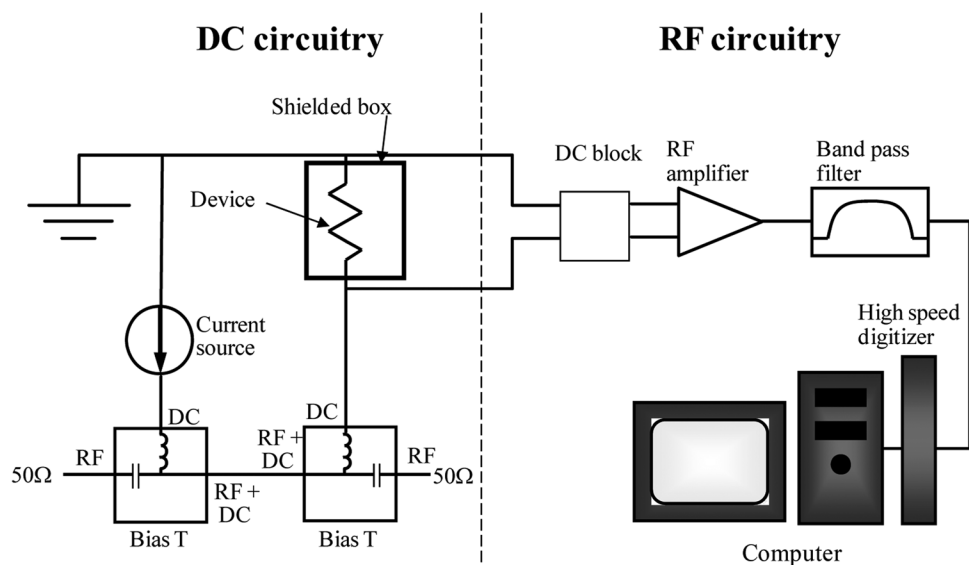 DC circuitry
RF circuitry
Shielded box
DC block
RF
amplifier
Band pass
filter
Device
Current
source
High speed
digitizer
DC
DC
RF
RF +
DC
RF
50Ω
50Ω
RF +
DC
Bias T
Bias T
Computer